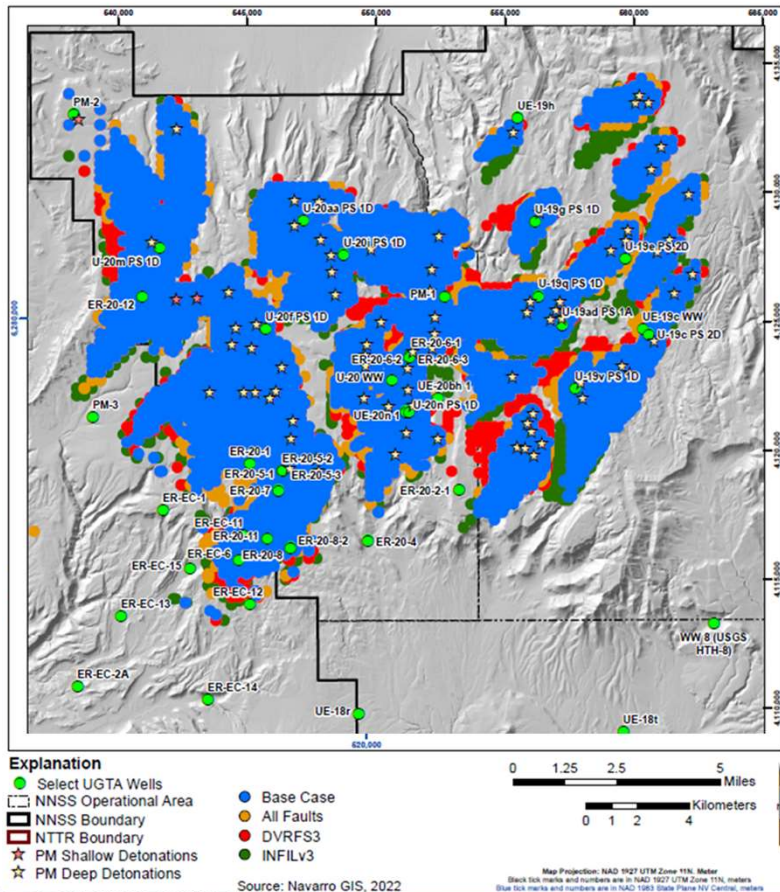 540,000
545,000
550,000
555,000
560,000
565,000
4,135,000
PM-2
UE-19h
4,130,000
U-20aa PS 1D
U-19g PS 1D
U-20m PS 1D
U-20i PS 1D
U-19e PS 2D
ER-20-12
PM-1
U-19q PS 1D
6,280,000
U-20f PS 1D
U-19ad PS 1A
UE-19c WW
4,125,000
U-19c PS 2D
ER-20-6-1
ER-20-6-2
ER-20-6-3
U-20 WW
UE-20bh 1
U-19v PS 1D
PM-3
UE-20n 1
U-20n PS 1D
ER-20-1
ER-20-5-2
4,120,000
ER-20-5-1
ER-20-5-3
ER-20-7
ER-20-2-1
ER-EC-1
ER-EC-11
ER-20-11
ER-20-8-2
ER-20-4
ER-EC-6
ER-20-8
ER-EC-15
4,115,000
ER-EC-12
ER-EC-13
WW 8 (USGS
HTH-8)
ER-EC-2A
ER-EC-14
UE-18r
4,110,000
UE-18t
620,000
Explanation
Select UGTA Wells
NNSS Operational Area
NNSS Boundary
NTTR Boundary
PM Shallow Detonations
PM Deep Detonations
Base Case
All Faults
DVRFS3
INFILv3
Source: Navarro GIS, 2022
0 1.25 2.5 5
Miles
Kilometers
0 1 2 4
Map Projection: NAD 1927 UTM Zone 11N, Meter
Black tick marks and numbers are in NAD 1927 UTM Zone 11N, meters
Blue tick marks and numbers are in NAD 1983 State Plane NV Central, meters